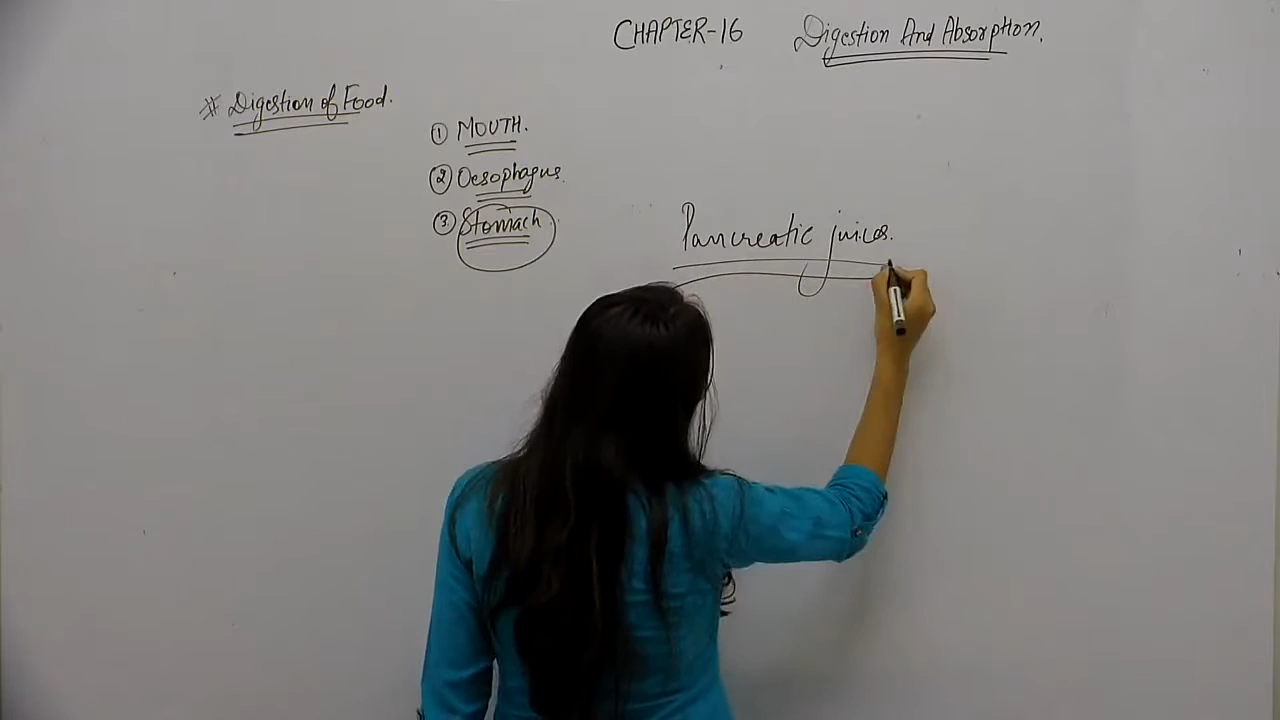 CHAPTER-16 Digestion And Absorption.
* Digestion of Food.
① MOUTH.
② Oesophagus.
③ Stomach.
Pancreatic juices.